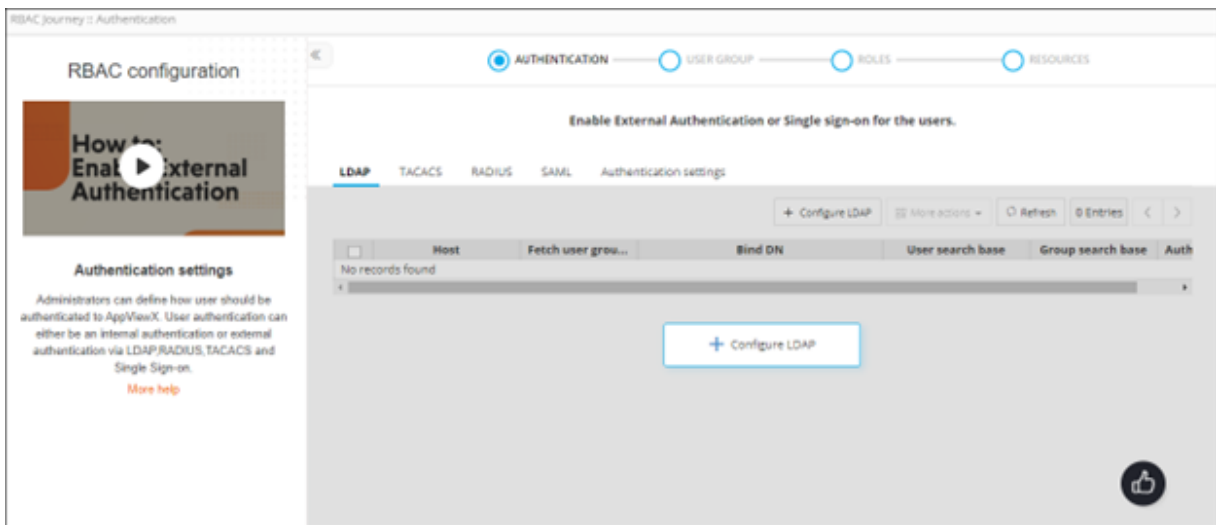 RBAC Journey :: Authentication
RBAC configuration
How to:
Enable External
Authentication
Authentication settings
Administrators can define how user should be
authenticated to AppViewX. User authentication can
either be an internal authentication or external
authentication via LDAP,RADIUS,TACACS and
Single Sign-on.
More help
AUTHENTICATION USER GROUP ROLES RESOURCES
Enable External Authentication or Single sign-on for the users.
LDAP TACACS RADIUS SAML Authentication settings
+ Configure LDAP More actions Refresh 0 Entries < >
Host Fetch user grou... Bind DN User search base Group search base Auth
No records found
+ Configure LDAP